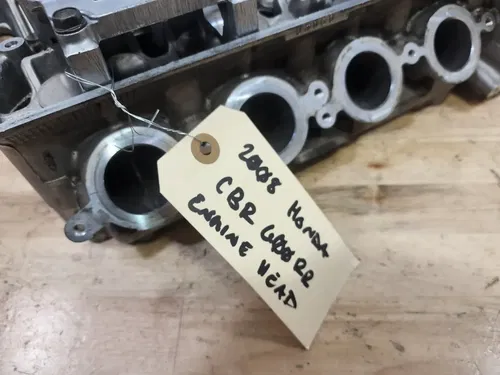 2008 HONDA
CBR 600RR
ENGINE HEAD